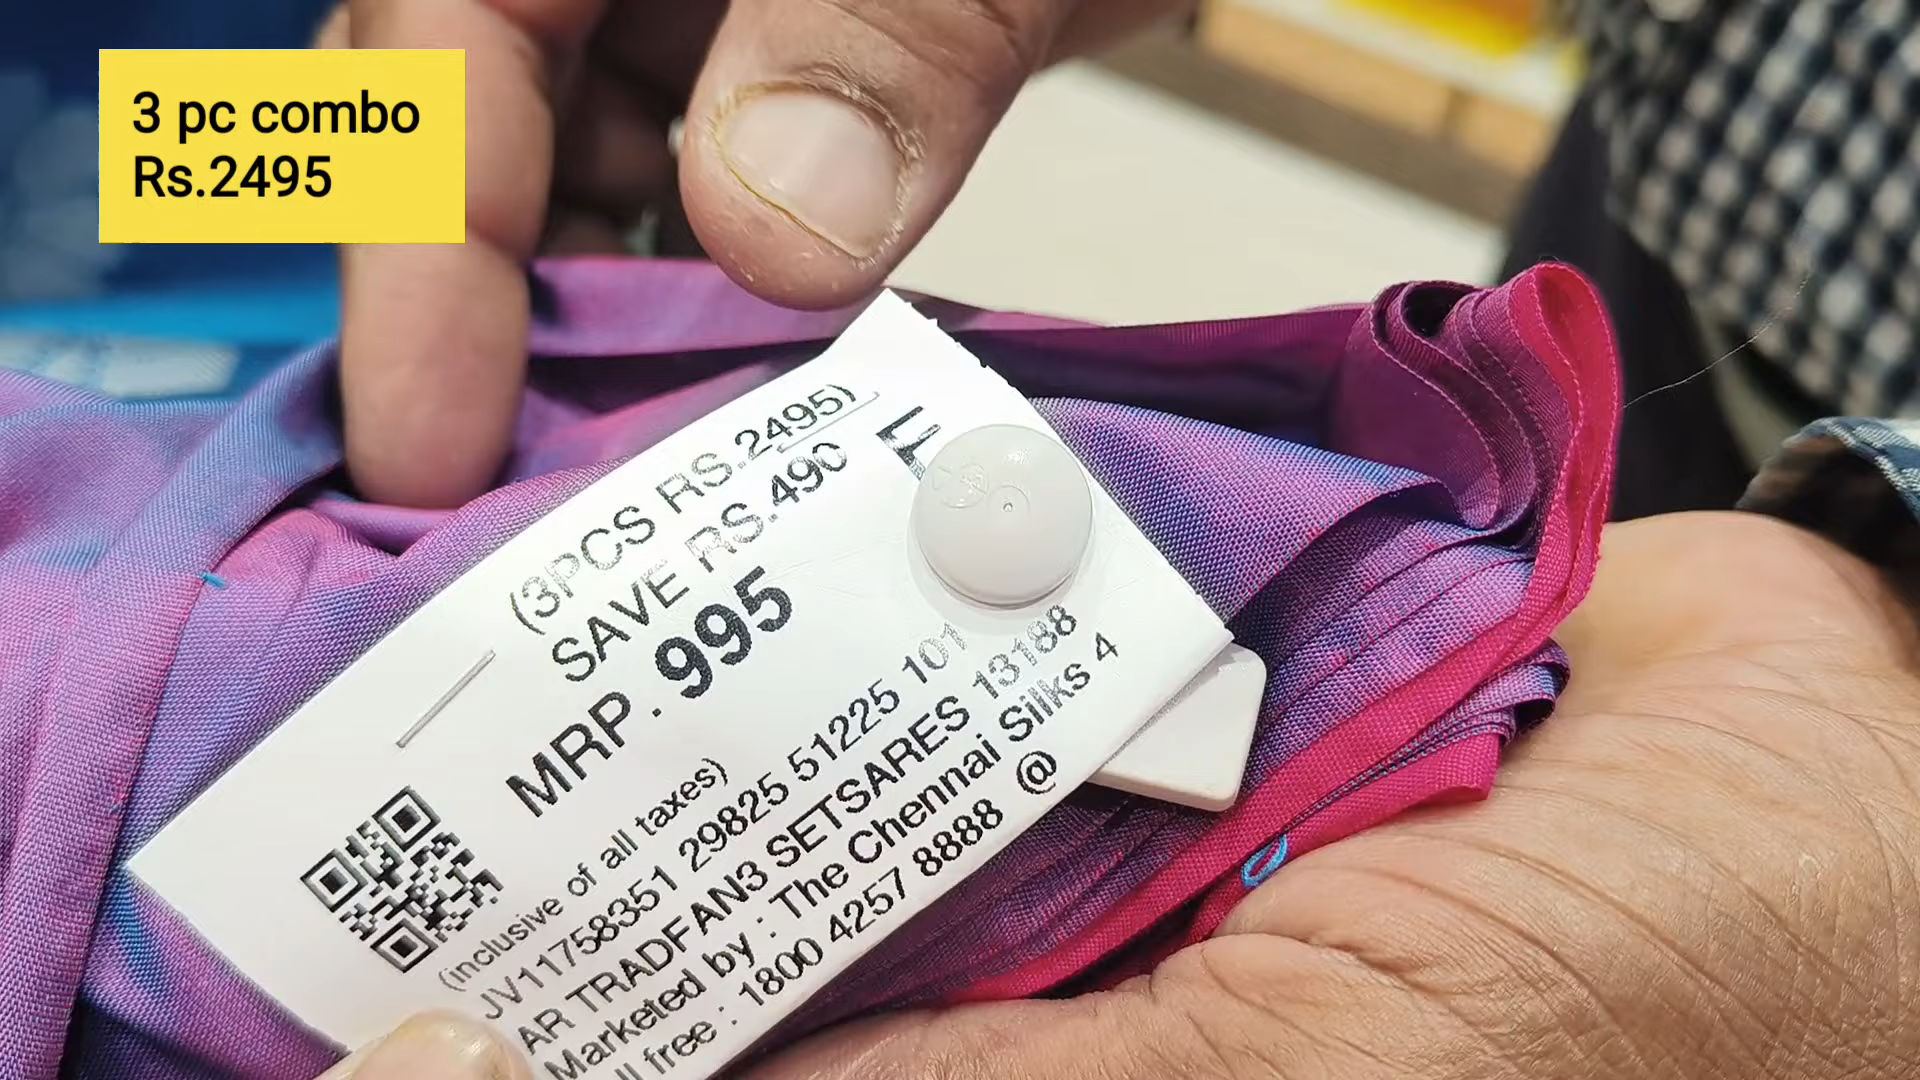 3 pc combo
Rs.2495
(3PCS RS.2495)
SAVE RS.490
F
MRP. 995
(inclusive of all taxes)
JV11758351 29825 51225 101
AR TRADFAN3 SETSARES 13188
Marketed by : The Chennai Silks 4
ll free : 1800 4257 8888 @